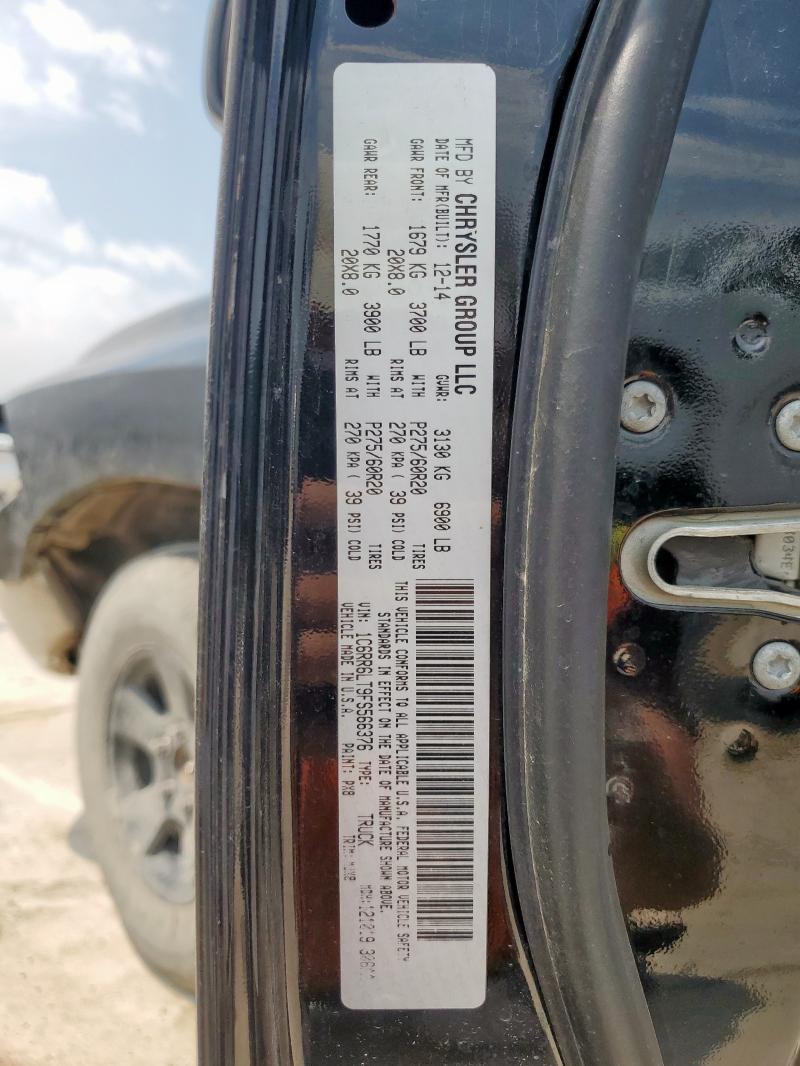 MFD BY CHRYSLER GROUP LLC
DATE OF MFR(BUILT): 12-14 GVWR: 3130 KG 6900 LB
GAWR FRONT: 1679 KG 3700 LB WITH P275/60R20 TIRES
20X8.0 RIMS AT 270 KPA ( 39 PSI) COLD
GAWR REAR: 1770 KG 3900 LB WITH P275/60R20 TIRES
20X8.0 RIMS AT 270 KPA ( 39 PSI) COLD
THIS VEHICLE CONFORMS TO ALL APPLICABLE U.S.A. FEDERAL MOTOR VEHICLE SAFETY
STANDARDS IN EFFECT ON THE DATE OF MANUFACTURE SHOWN ABOVE.
VIN: 1C6RR6LT9FS566376 TYPE: TRUCK MDH:121019
VEHICLE MADE IN U.S.A. PAINT: PX8 TRIM: